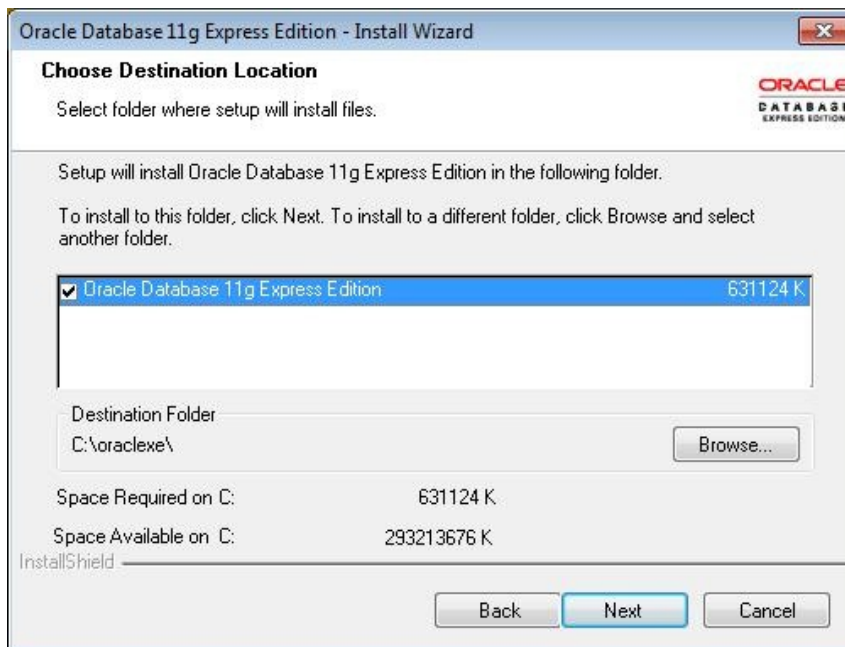 Oracle Database 11g Express Edition - Install Wizard
Choose Destination Location
Select folder where setup will install files.
ORACLE
DATABASE
EXPRESS EDITION
Setup will install Oracle Database 11g Express Edition in the following folder.
To install to this folder, click Next. To install to a different folder, click Browse and select
another folder.
Oracle Database 11g Express Edition 631124 K
Destination Folder
C:\oraclexe\
Browse...
Space Required on C: 631124 K
Space Available on C: 293213676 K
InstallShield
Back Next Cancel